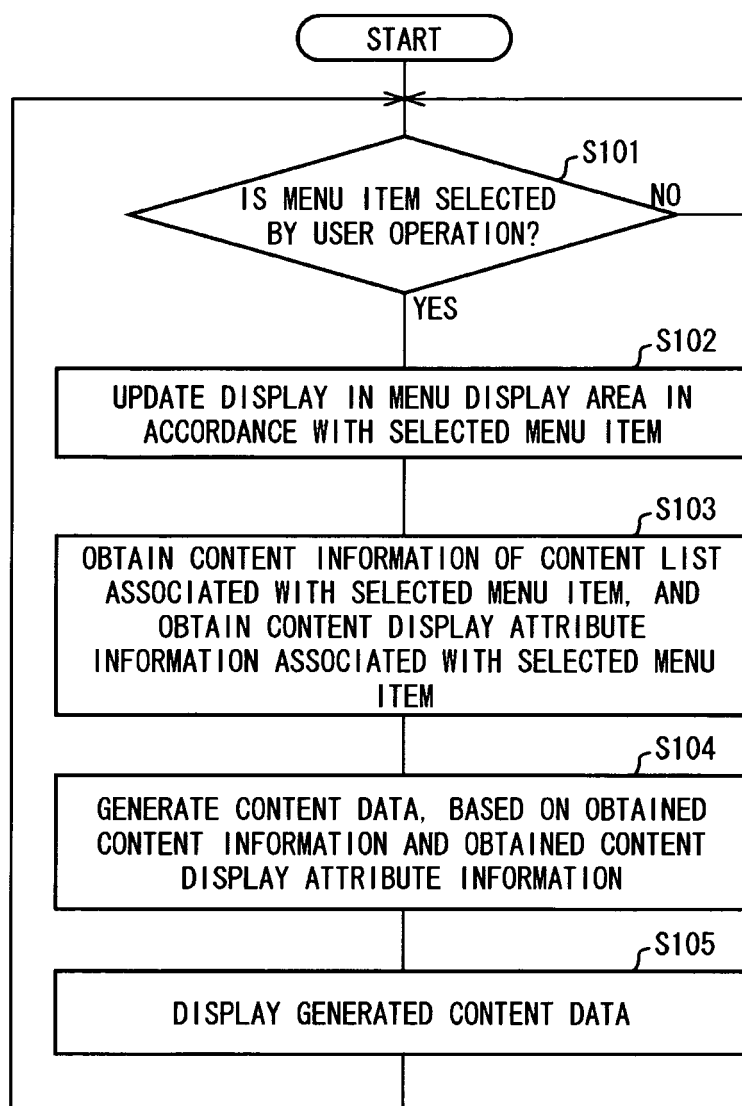 START
S101
IS MENU ITEM SELECTED
BY USER OPERATION?
NO
YES
S102
UPDATE DISPLAY IN MENU DISPLAY AREA IN
ACCORDANCE WITH SELECTED MENU ITEM
S103
OBTAIN CONTENT INFORMATION OF CONTENT LIST
ASSOCIATED WITH SELECTED MENU ITEM, AND
OBTAIN CONTENT DISPLAY ATTRIBUTE
INFORMATION ASSOCIATED WITH SELECTED MENU
ITEM
S104
GENERATE CONTENT DATA, BASED ON OBTAINED
CONTENT INFORMATION AND OBTAINED CONTENT
DISPLAY ATTRIBUTE INFORMATION
S105
DISPLAY GENERATED CONTENT DATA